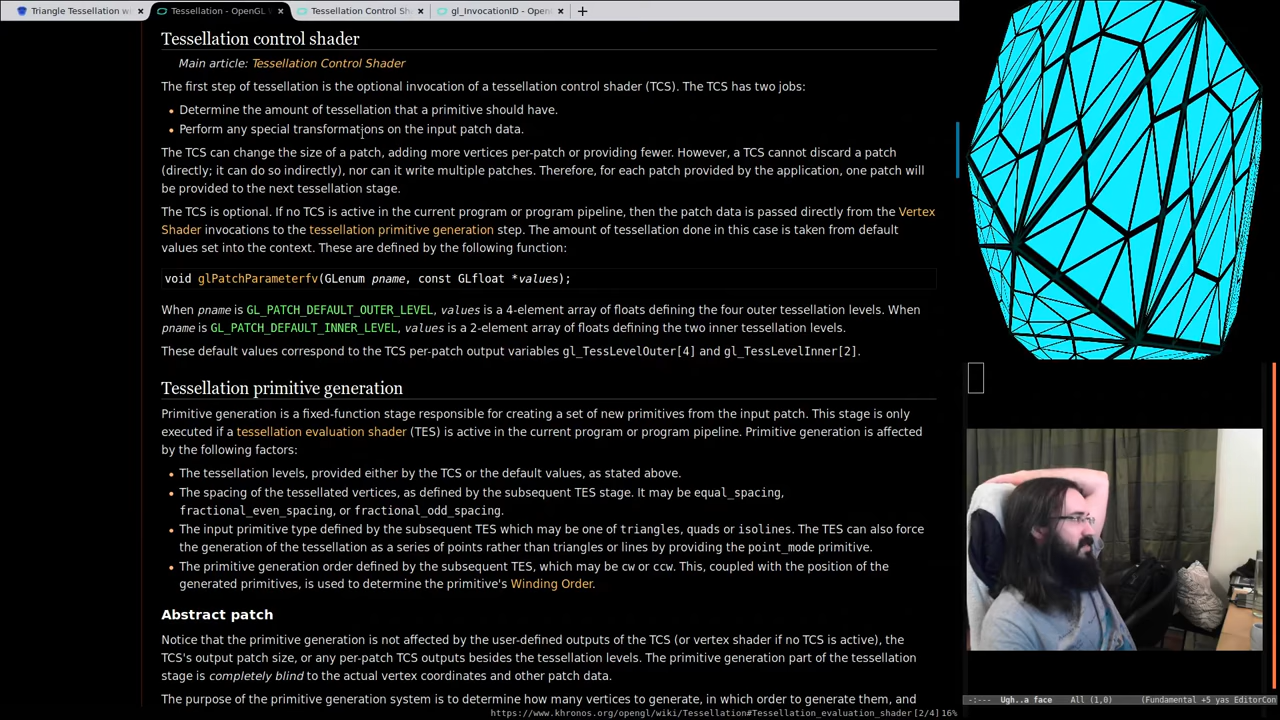 Triangle Tessellation wi
Tessellation - OpenGL W
Tessellation Control Sh
gl_InvocationID - Open
Tessellation control shader
Main article: Tessellation Control Shader
The first step of tessellation is the optional invocation of a tessellation control shader (TCS). The TCS has two jobs:
Determine the amount of tessellation that a primitive should have.
Perform any special transformations on the input patch data.
The TCS can change the size of a patch, adding more vertices per-patch or providing fewer. However, a TCS cannot discard a patch
(directly; it can do so indirectly), nor can it write multiple patches. Therefore, for each patch provided by the application, one patch will
be provided to the next tessellation stage.
The TCS is optional. If no TCS is active in the current program or program pipeline, then the patch data is passed directly from the Vertex
Shader invocations to the tessellation primitive generation step. The amount of tessellation done in this case is taken from default
values set into the context. These are defined by the following function:
void glPatchParameterfv(GLenum pname, const GLfloat *values);
When pname is GL_PATCH_DEFAULT_OUTER_LEVEL, values is a 4-element array of floats defining the four outer tessellation levels. When
pname is GL_PATCH_DEFAULT_INNER_LEVEL, values is a 2-element array of floats defining the two inner tessellation levels.
These default values correspond to the TCS per-patch output variables gl_TessLevelOuter[4] and gl_TessLevelInner[2].
Tessellation primitive generation
Primitive generation is a fixed-function stage responsible for creating a set of new primitives from the input patch. This stage is only
executed if a tessellation evaluation shader (TES) is active in the current program or program pipeline. Primitive generation is affected
by the following factors:
The tessellation levels, provided either by the TCS or the default values, as stated above.
The spacing of the tessellated vertices, as defined by the subsequent TES stage. It may be equal_spacing,
fractional_even_spacing, or fractional_odd_spacing.
The input primitive type defined by the subsequent TES which may be one of triangles, quads or isolines. The TES can also force
the generation of the tessellation as a series of points rather than triangles or lines by providing the point_mode primitive.
The primitive generation order defined by the subsequent TES, which may be cw or ccw. This, coupled with the position of the
generated primitives, is used to determine the primitive's Winding Order.
Abstract patch
Notice that the primitive generation is not affected by the user-defined outputs of the TCS (or vertex shader if no TCS is active), the
TCS's output patch size, or any per-patch TCS outputs besides the tessellation levels. The primitive generation part of the tessellation
stage is completely blind to the actual vertex coordinates and other patch data.
The purpose of the primitive generation system is to determine how many vertices to generate, in which order to generate them, and
https://www.khronos.org/opengl/wiki/Tessellation#Tessellation_evaluation_shader [2/4] 16%
-:--- Ugh..a face All (1,0) (Fundamental +5 yas EditorCon